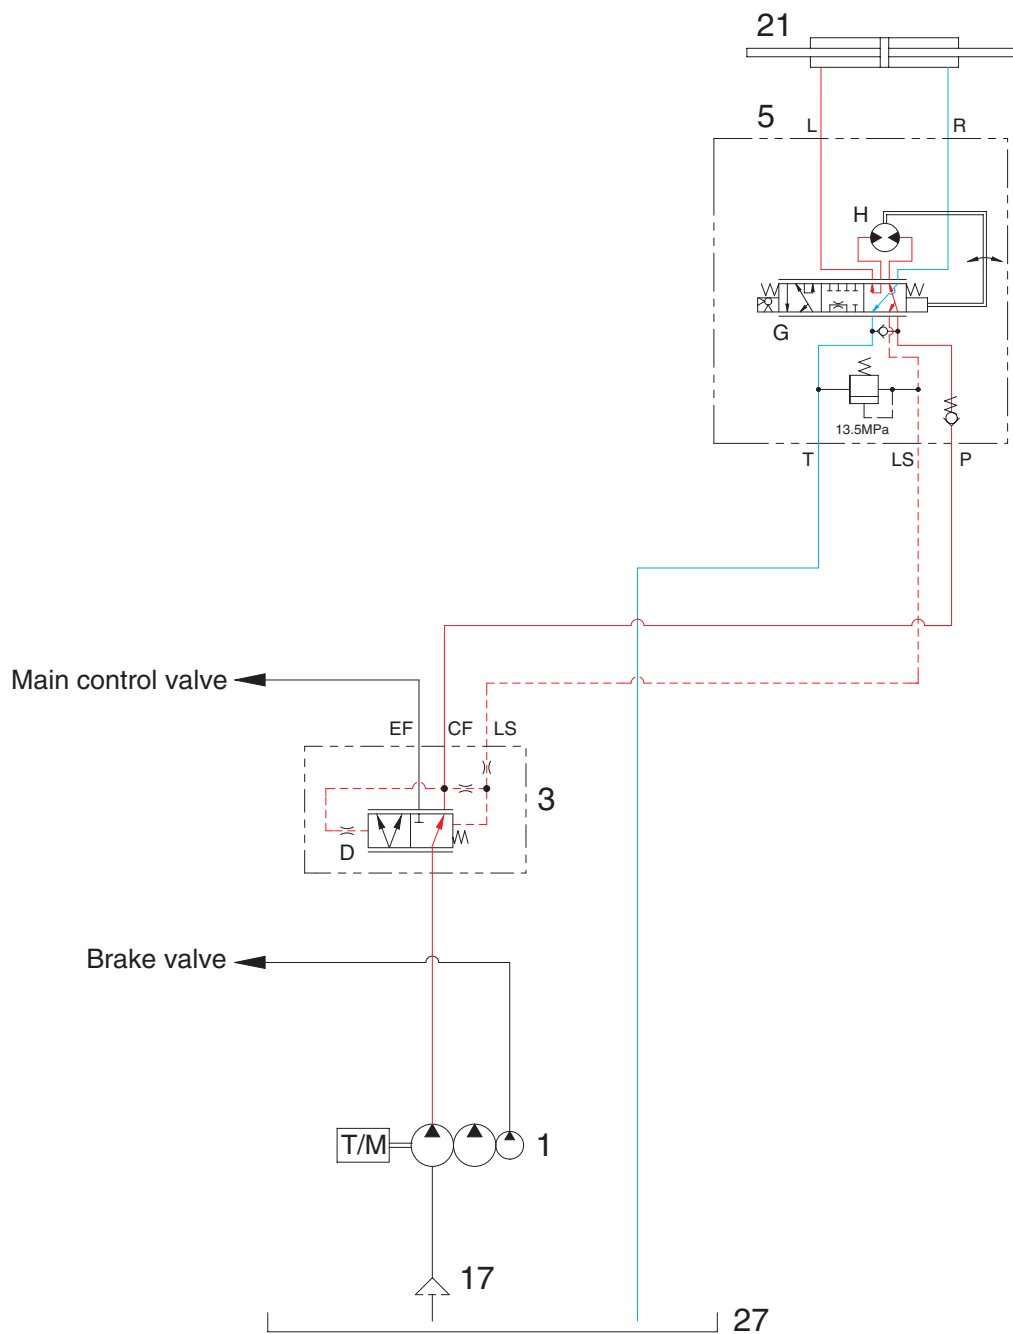 21
5
L R
H
G
13.5MPa
T LS P
Main control valve
EF CF LS
3
D
Brake valve
T/M
1
17
27